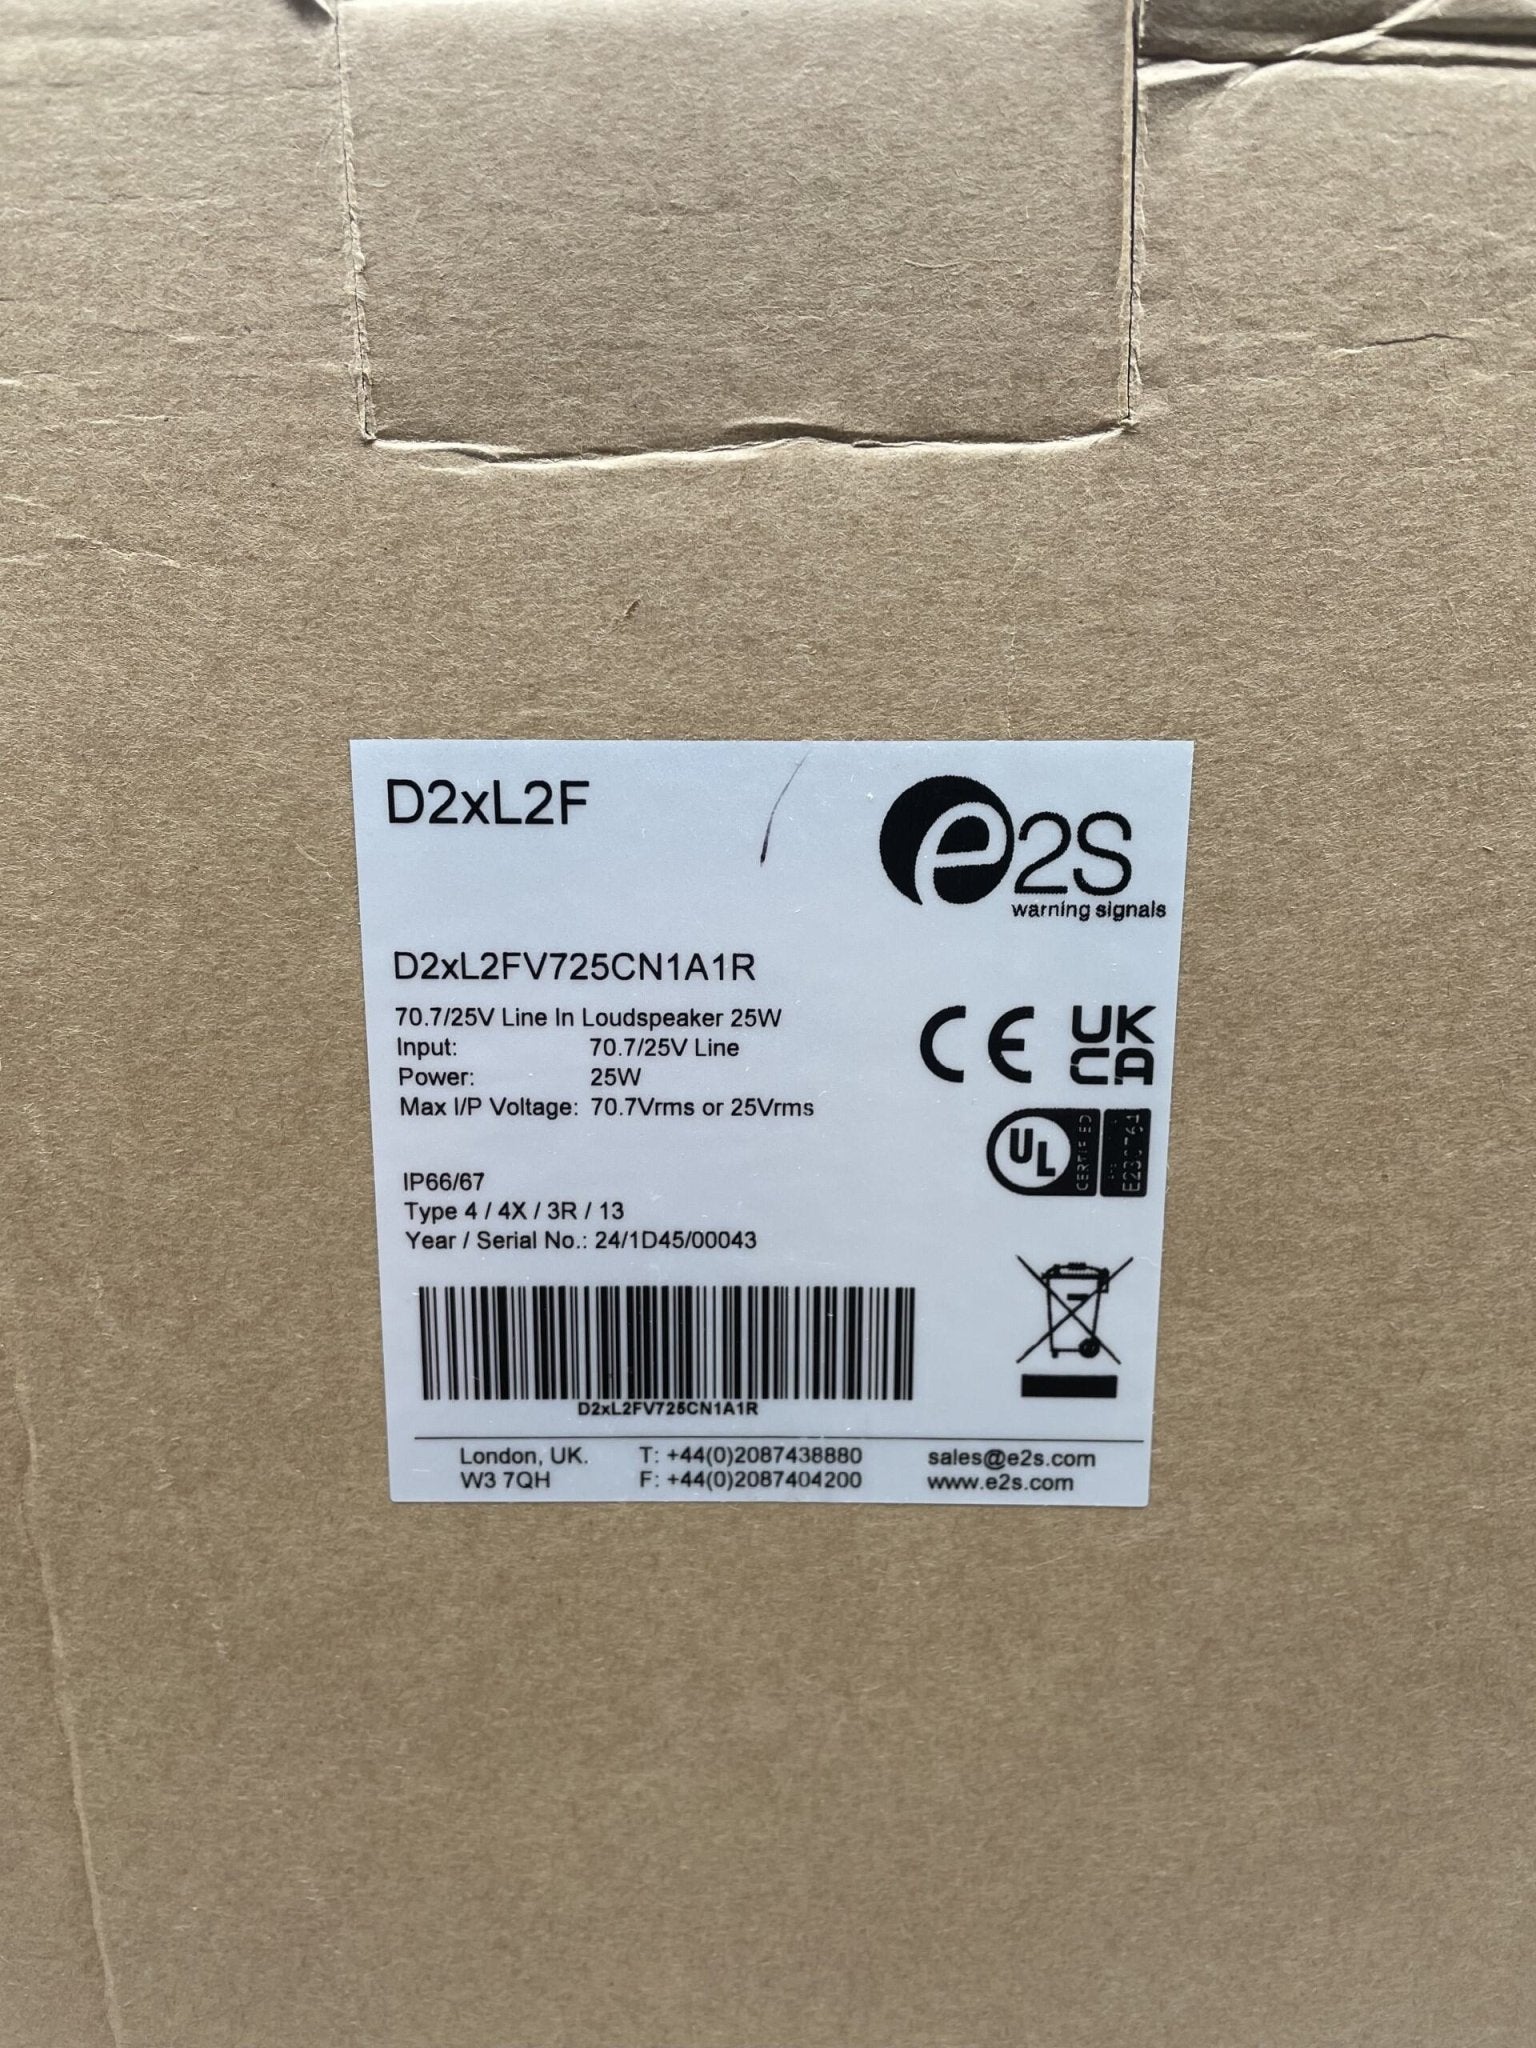 D2xL2F
e2S
warning signals
D2xL2FV725CN1A1R
70.7/25V Line In Loudspeaker 25W
Input: 70.7/25V Line
Power: 25W
Max I/P Voltage: 70.7Vrms or 25Vrms
CE UK
CA
UL CERTIFIED
IP66/67
Type 4 / 4X / 3R / 13
Year / Serial No.: 24/1D45/00043
D2xL2FV725CN1A1R
London, UK. T: +44(0)2087438880 sales@e2s.com
W3 7QH F: +44(0)2087404200 www.e2s.com